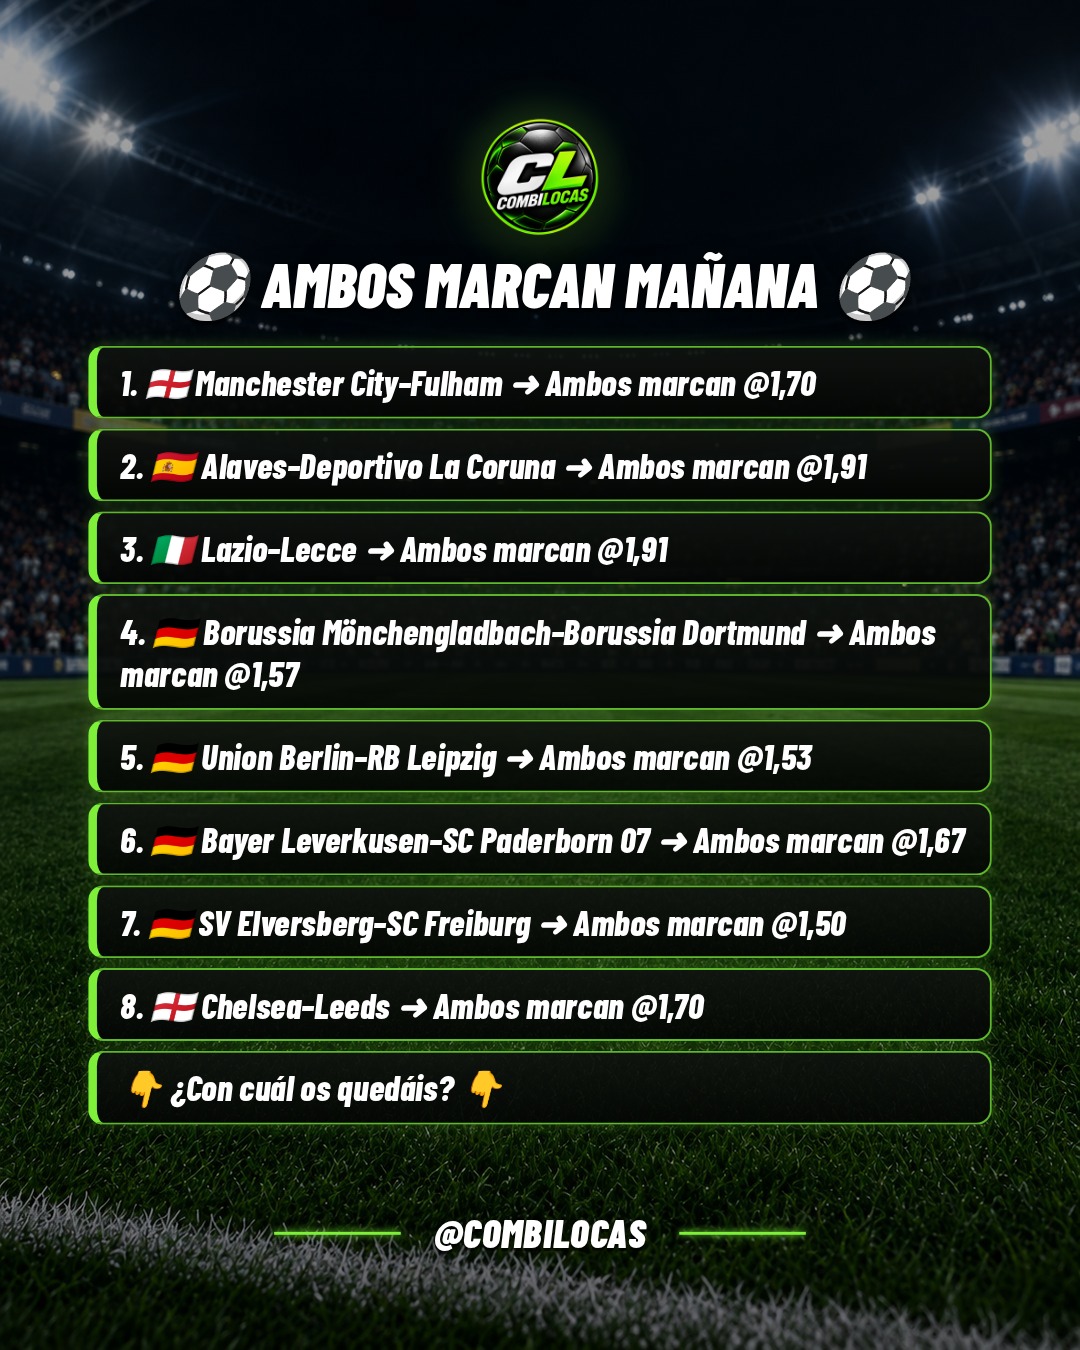 CL
COMBILOCAS
⚽ AMBOS MARCAN MAÑANA ⚽
1. 🏴󠁧󠁢󠁥󠁮󠁧󠁿 Manchester City-Fulham ➜ Ambos marcan @1,70
2. 🇪🇸 Alaves-Deportivo La Coruna ➜ Ambos marcan @1,91
3. 🇮🇹 Lazio-Lecce ➜ Ambos marcan @1,91
4. 🇩🇪 Borussia Mönchengladbach-Borussia Dortmund ➜ Ambos
marcan @1,57
5. 🇩🇪 Union Berlin-RB Leipzig ➜ Ambos marcan @1,53
6. 🇩🇪 Bayer Leverkusen-SC Paderborn 07 ➜ Ambos marcan @1,67
7. 🇩🇪 SV Elversberg-SC Freiburg ➜ Ambos marcan @1,50
8. 🏴󠁧󠁢󠁥󠁮󠁧󠁿 Chelsea-Leeds ➜ Ambos marcan @1,70
👇 ¿Con cuál os quedáis? 👇
@COMBILOCAS